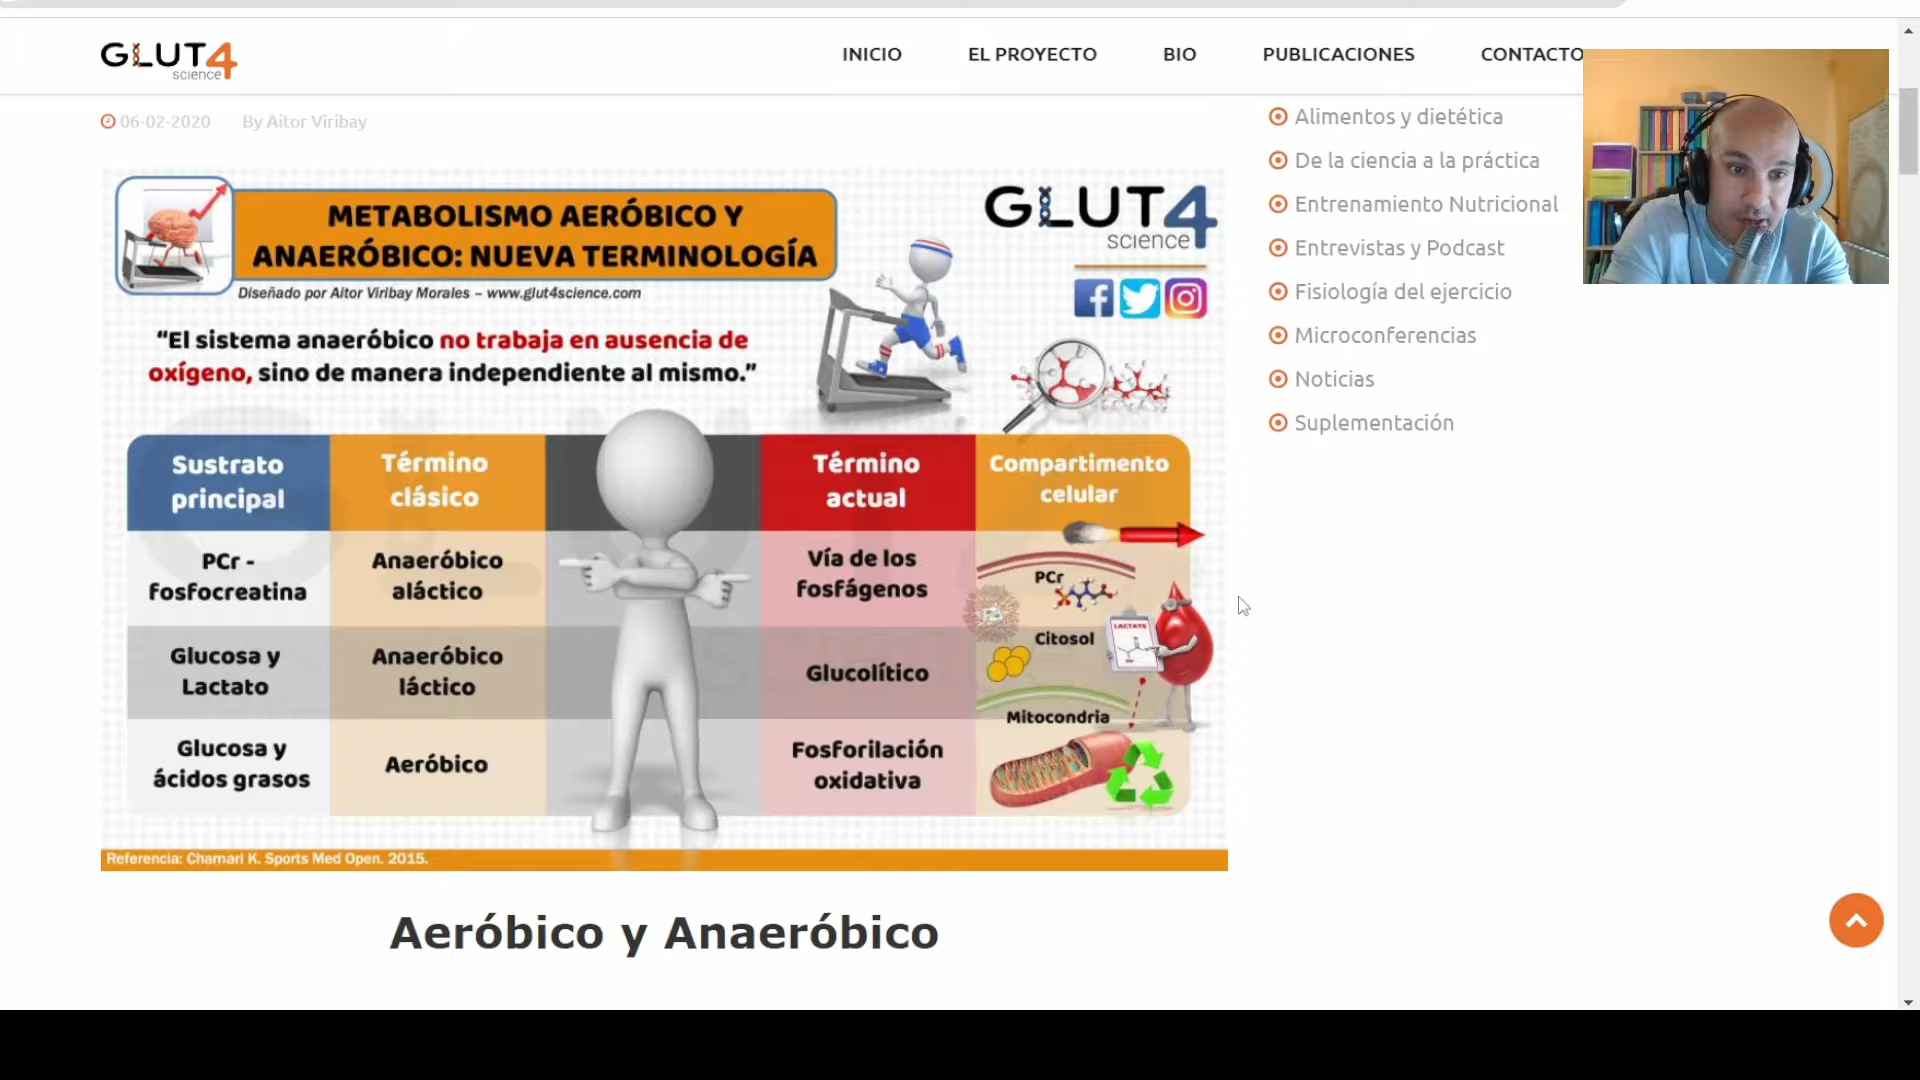 GLUT4
science
INICIO
EL PROYECTO
BIO
PUBLICACIONES
CONTACTO
06-02-2020
By Aitor Viribay
METABOLISMO AERÓBICO Y
ANAERÓBICO: NUEVA TERMINOLOGÍA
Diseñado por Aitor Viribay Morales – www.glut4science.com
GLUT4
science
“El sistema anaeróbico no trabaja en ausencia de
oxígeno, sino de manera independiente al mismo.”
Sustrato
principal
Término
clásico
Término
actual
Compartimento
celular
PCr -
fosfocreatina
Anaeróbico
aláctico
Vía de los
fosfágenos
PCr
Glucosa y
Lactato
Anaeróbico
láctico
Glucolítico
Citosol
LACTATE
Glucosa y
ácidos grasos
Aeróbico
Fosforilación
oxidativa
Mitocondria
Referencia: Chamari K. Sports Med Open. 2015.
Aeróbico y Anaeróbico
Alimentos y dietética
De la ciencia a la práctica
Entrenamiento Nutricional
Entrevistas y Podcast
Fisiología del ejercicio
Microconferencias
Noticias
Suplementación